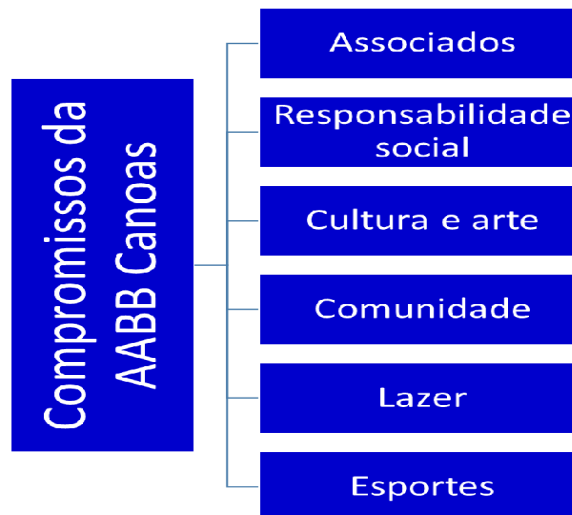 Compromissos da
AABB Canoas
Associados
Responsabilidade
social
Cultura e arte
Comunidade
Lazer
Esportes